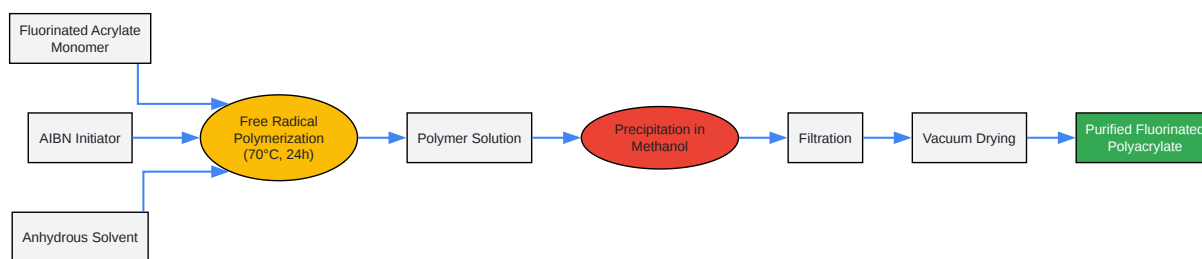 Fluorinated Acrylate
Monomer
AIBN Initiator
Anhydrous Solvent
Free Radical
Polymerization
(70°C, 24h)
Polymer Solution
Precipitation in
Methanol
Filtration
Vacuum Drying
Purified Fluorinated
Polyacrylate